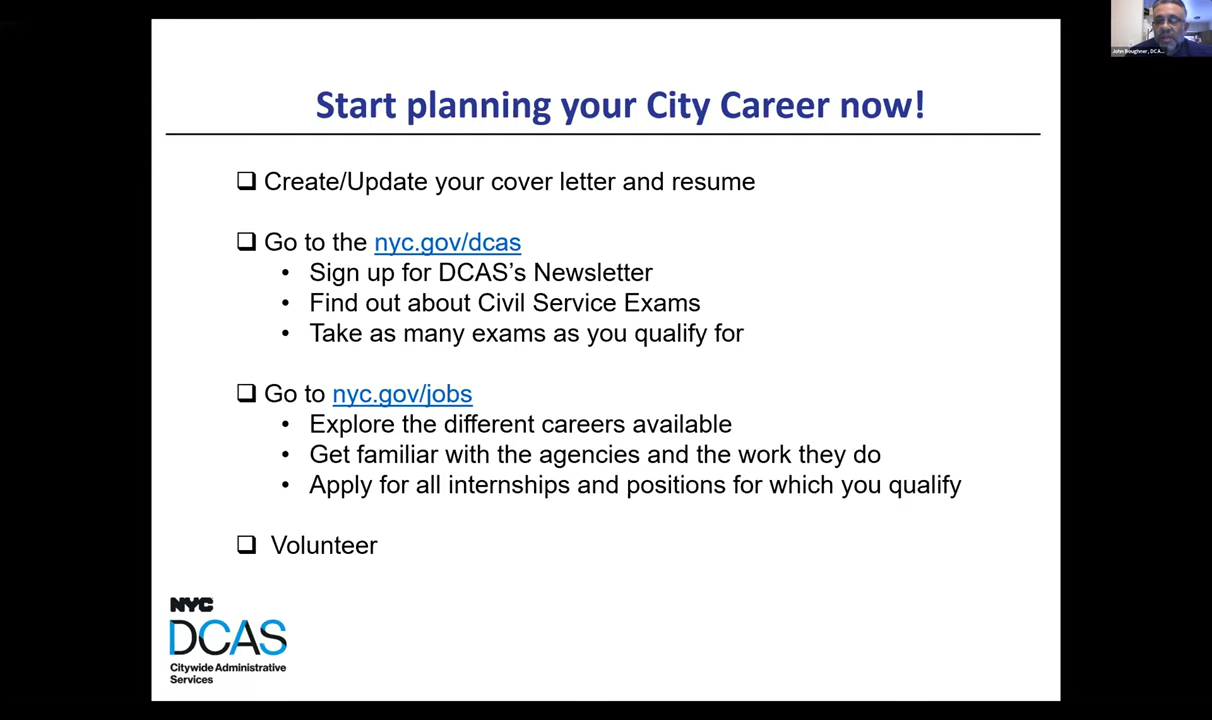 Start planning your City Career now!
Create/Update your cover letter and resume
Go to the nyc.gov/dcas
• Sign up for DCAS's Newsletter
• Find out about Civil Service Exams
• Take as many exams as you qualify for
Go to nyc.gov/jobs
• Explore the different careers available
• Get familiar with the agencies and the work they do
• Apply for all internships and positions for which you qualify
Volunteer
NYC
DCAS
Citywide Administrative
Services
John Boughner, DCA...